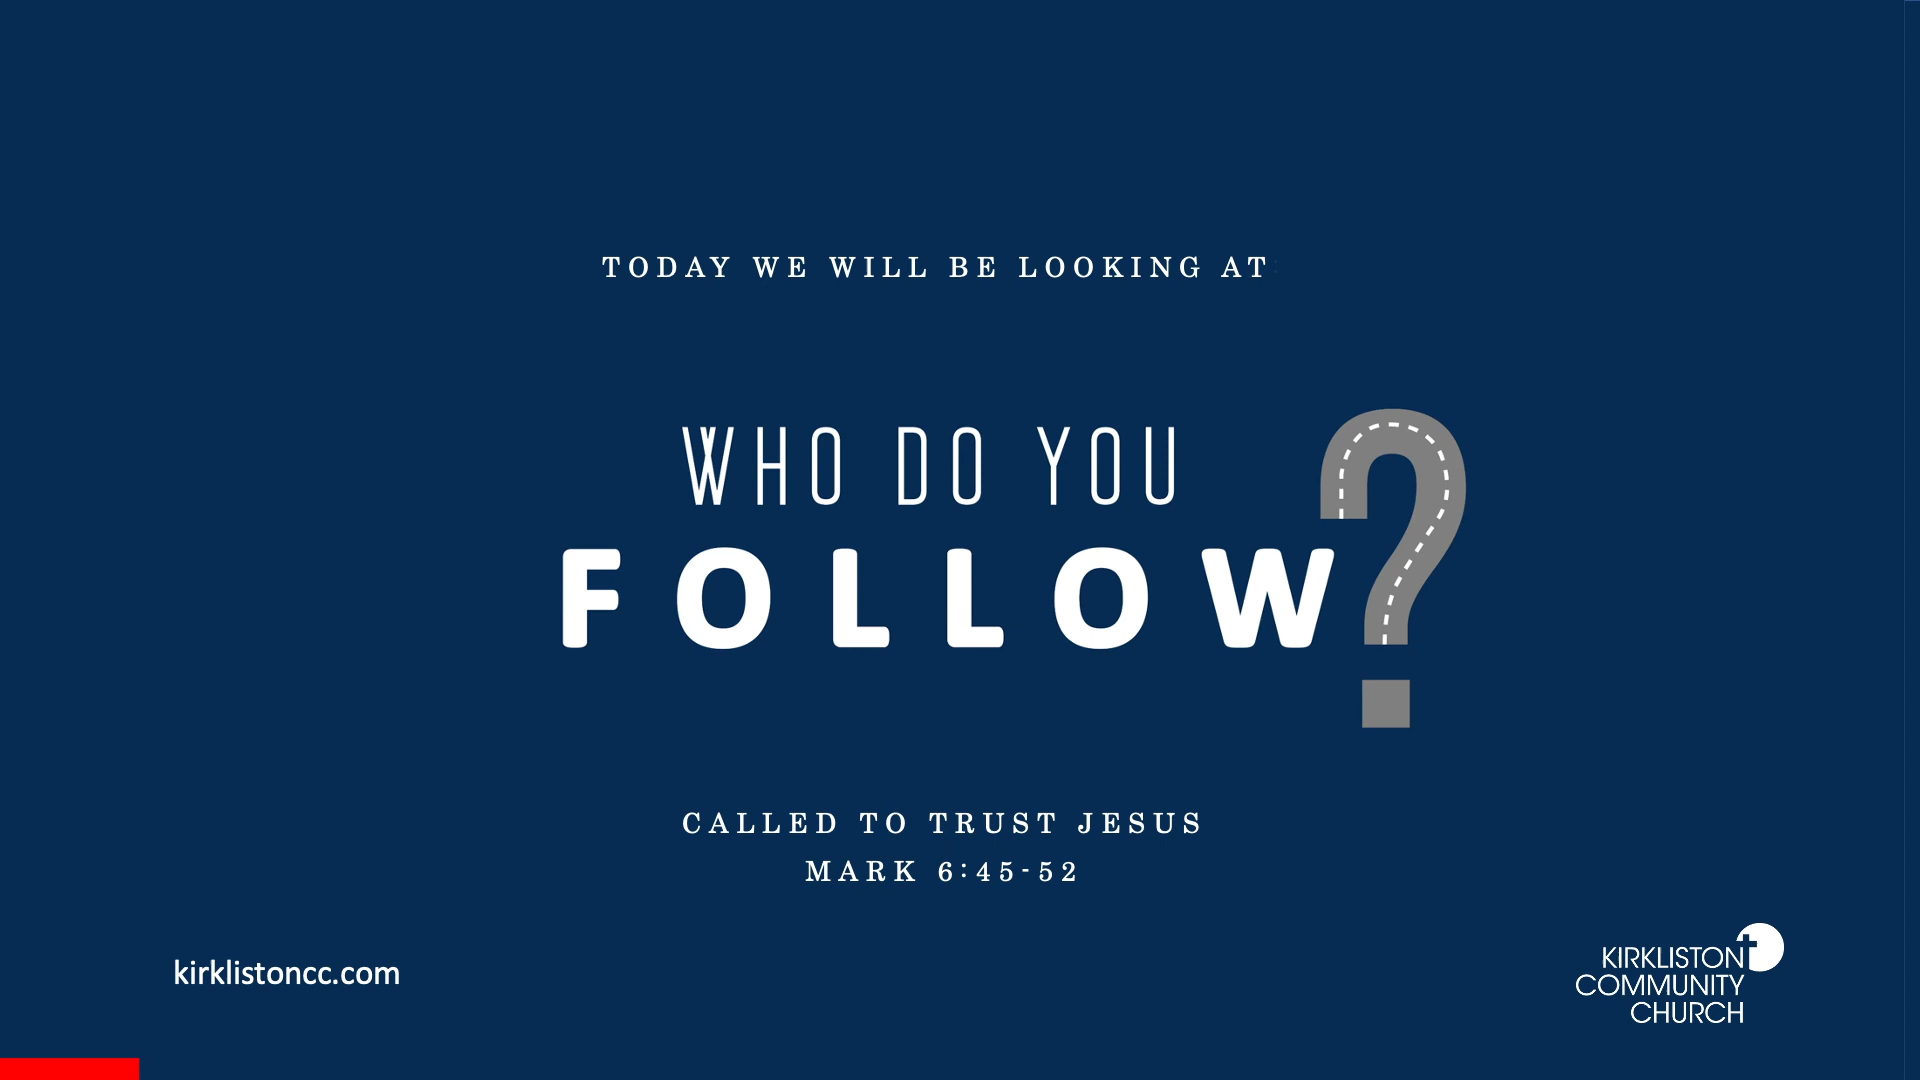 TODAY WE WILL BE LOOKING AT:
WHO DO YOU
FOLLOW?
CALLED TO TRUST JESUS
MARK 6:45-52
kirklistoncc.com
KIRKLISTON
COMMUNITY
CHURCH